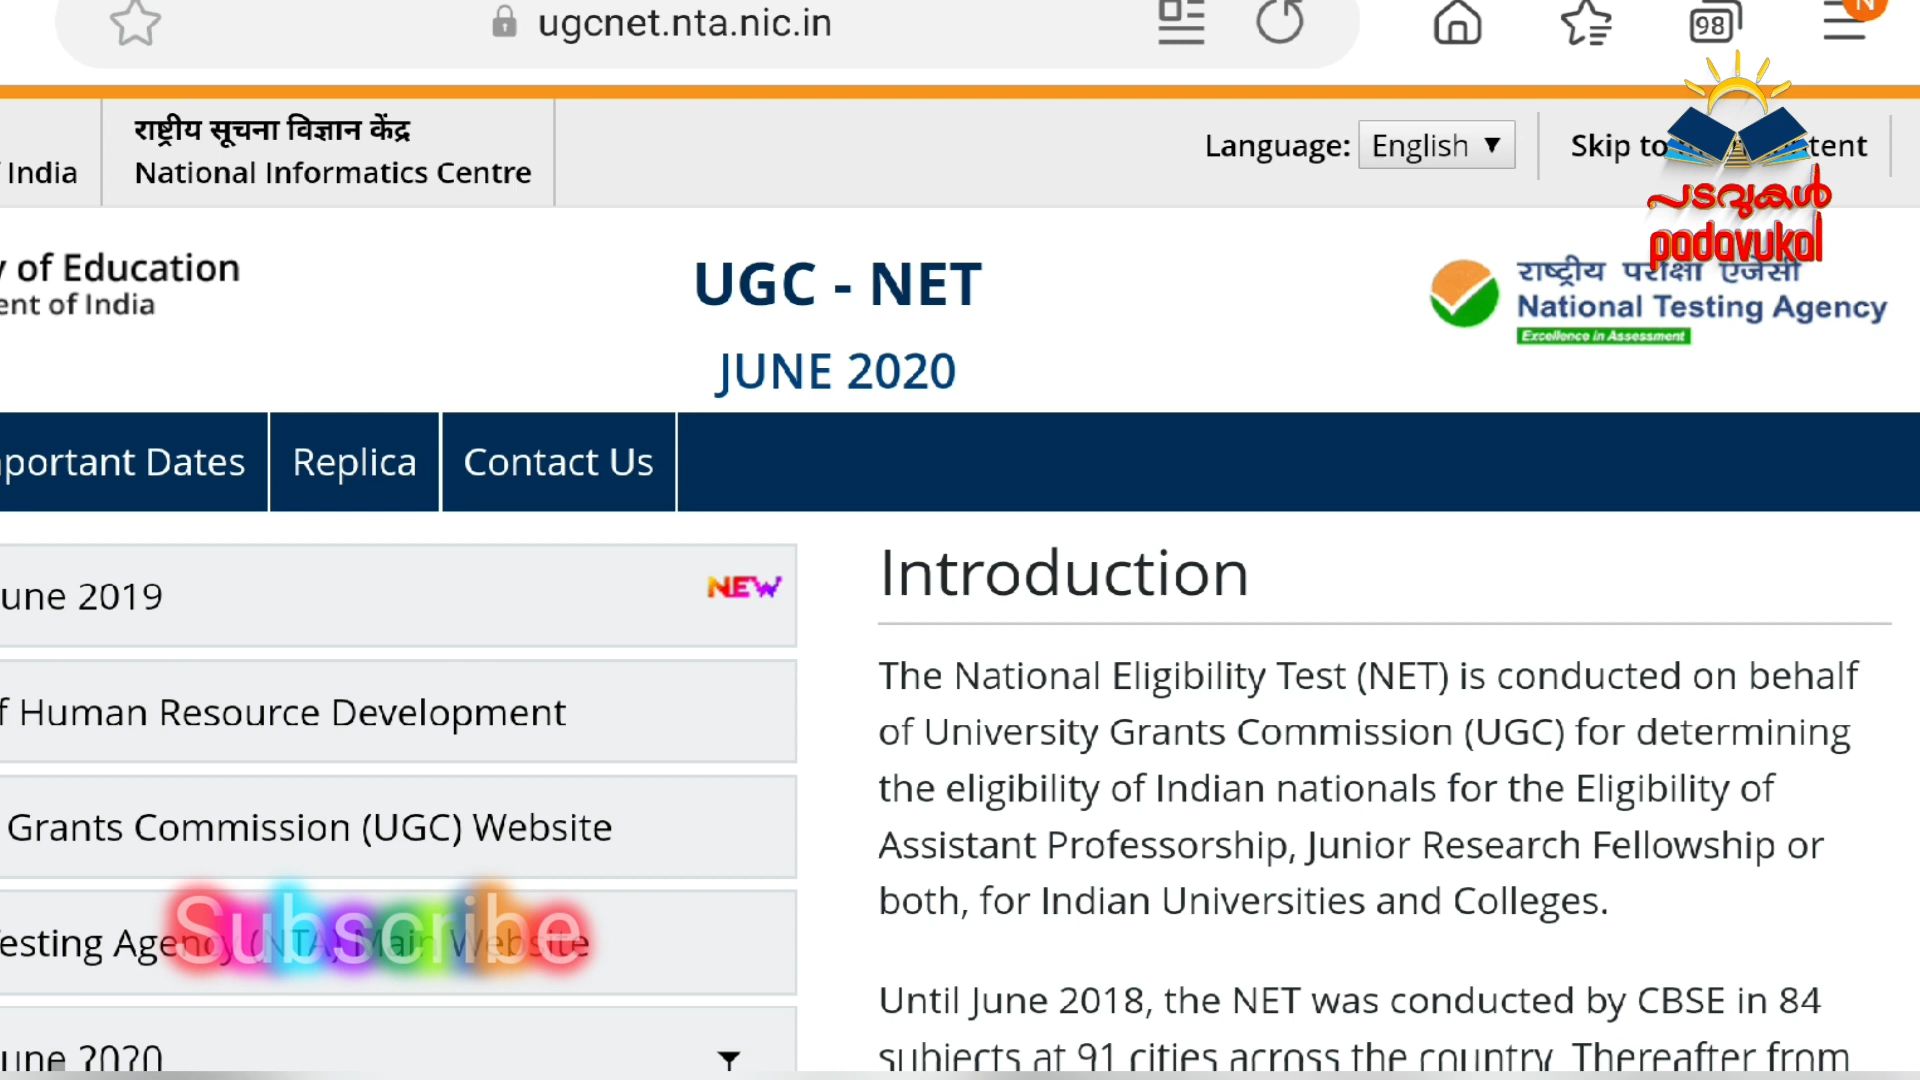 ugcnet.nta.nic.in
98
N
India
राष्ट्रीय सूचना विज्ञान केंद्र
National Informatics Centre
Language: English ▼
Skip to
tent
പടവുകൾ
padavukal
of Education
ent of India
UGC - NET
JUNE 2020
राष्ट्रीय परीक्षा एजेंसी
National Testing Agency
Excellence in Assessment
portant Dates
Replica
Contact Us
une 2019
NEW
f Human Resource Development
Grants Commission (UGC) Website
esting Agency (NTA) Main Website
Subscribe
une 2020
Introduction
The National Eligibility Test (NET) is conducted on behalf
of University Grants Commission (UGC) for determining
the eligibility of Indian nationals for the Eligibility of
Assistant Professorship, Junior Research Fellowship or
both, for Indian Universities and Colleges.
Until June 2018, the NET was conducted by CBSE in 84
subjects at 91 cities across the country. Thereafter from